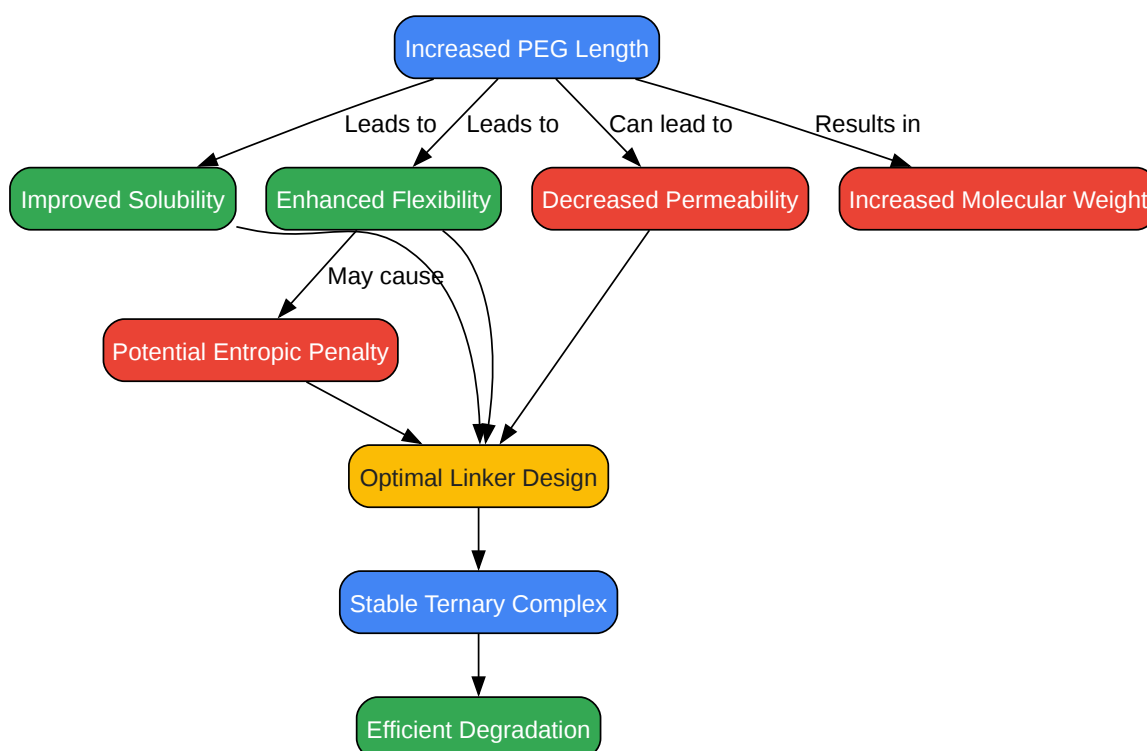 Increased PEG Length
Leads to
Leads to
Can lead to
Results in
Improved Solubility
Enhanced Flexibility
Decreased Permeability
Increased Molecular Weight
May cause
Potential Entropic Penalty
Optimal Linker Design
Stable Ternary Complex
Efficient Degradation